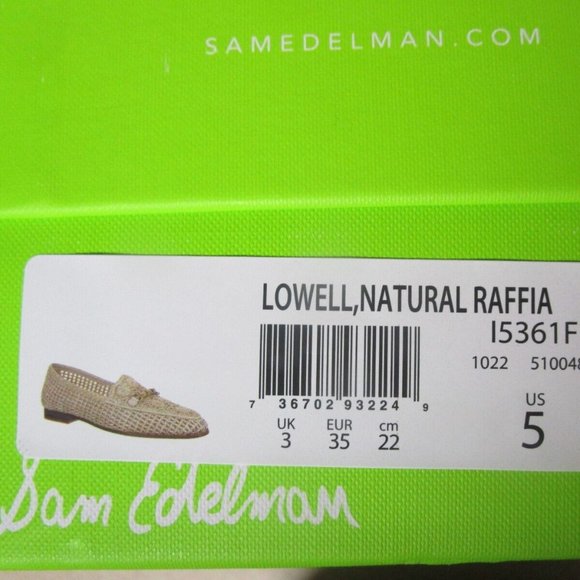 SAMEDELMAN.COM
LOWELL,NATURAL RAFFIA
I5361F
1022 510048
7 36702 93224 9
UK EUR cm US
3 35 22 5
Sam Edelman